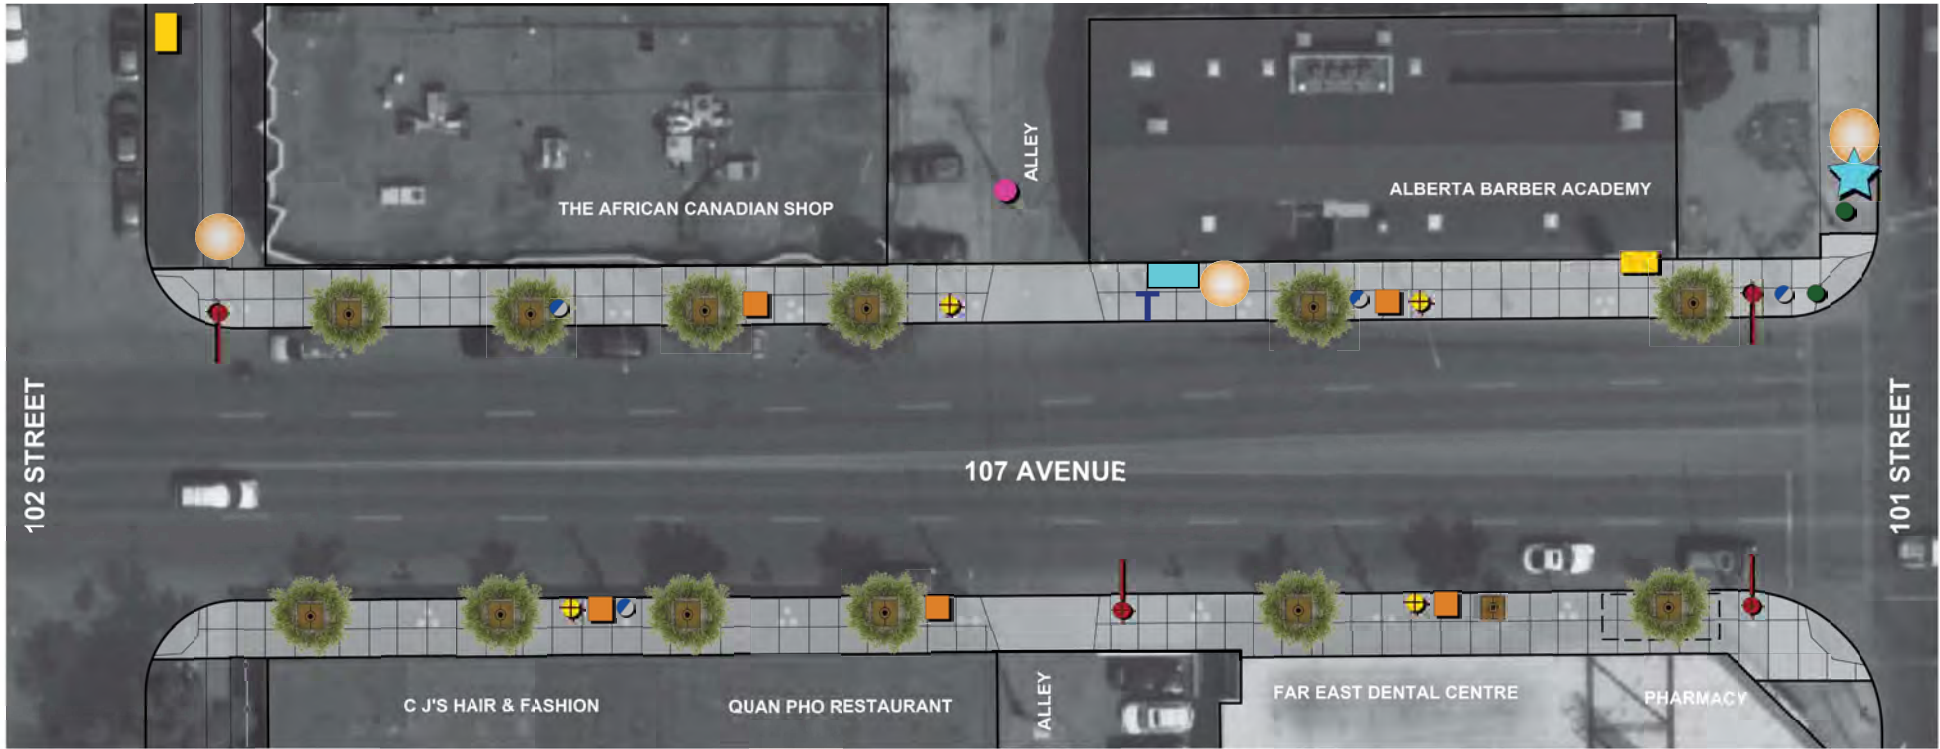 ALLEY
THE AFRICAN CANADIAN SHOP
ALBERTA BARBER ACADEMY
T
102 STREET
107 AVENUE
101 STREET
C J'S HAIR & FASHION
QUAN PHO RESTAURANT
ALLEY
FAR EAST DENTAL CENTRE
PHARMACY